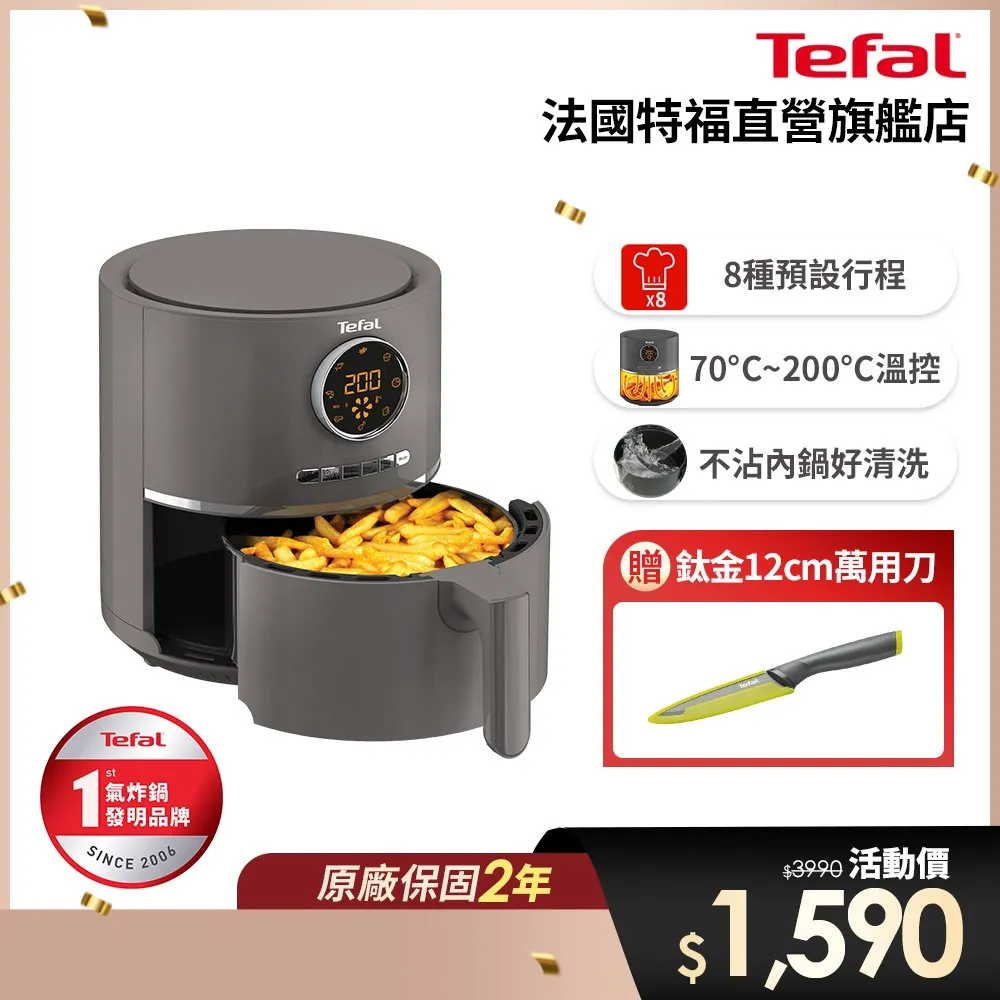 Tefal
法國特福直營旗艦店
x8
8種預設行程
70°C~200°C溫控
不沾內鍋好清洗
Tefal
200
贈 鈦金12cm萬用刀
Tefal
Tefal
1st
氣炸鍋
發明品牌
SINCE 2006
原廠保固2年
$3990 活動價
$1,590